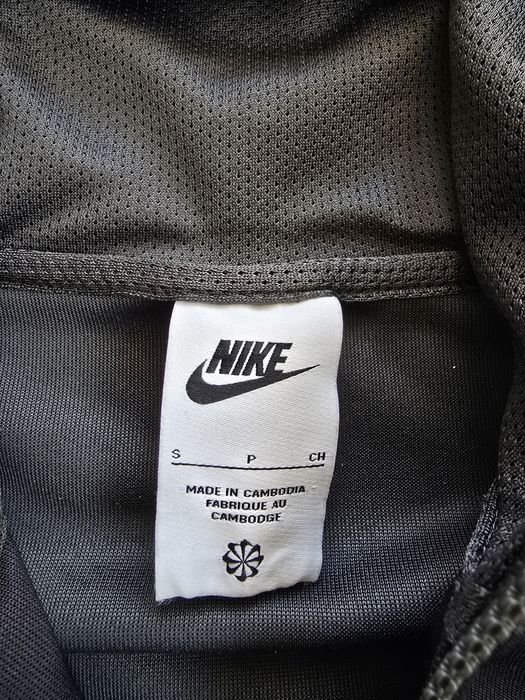 NIKE
S P CH
MADE IN CAMBODIA
FABRIQUE AU
CAMBODGE